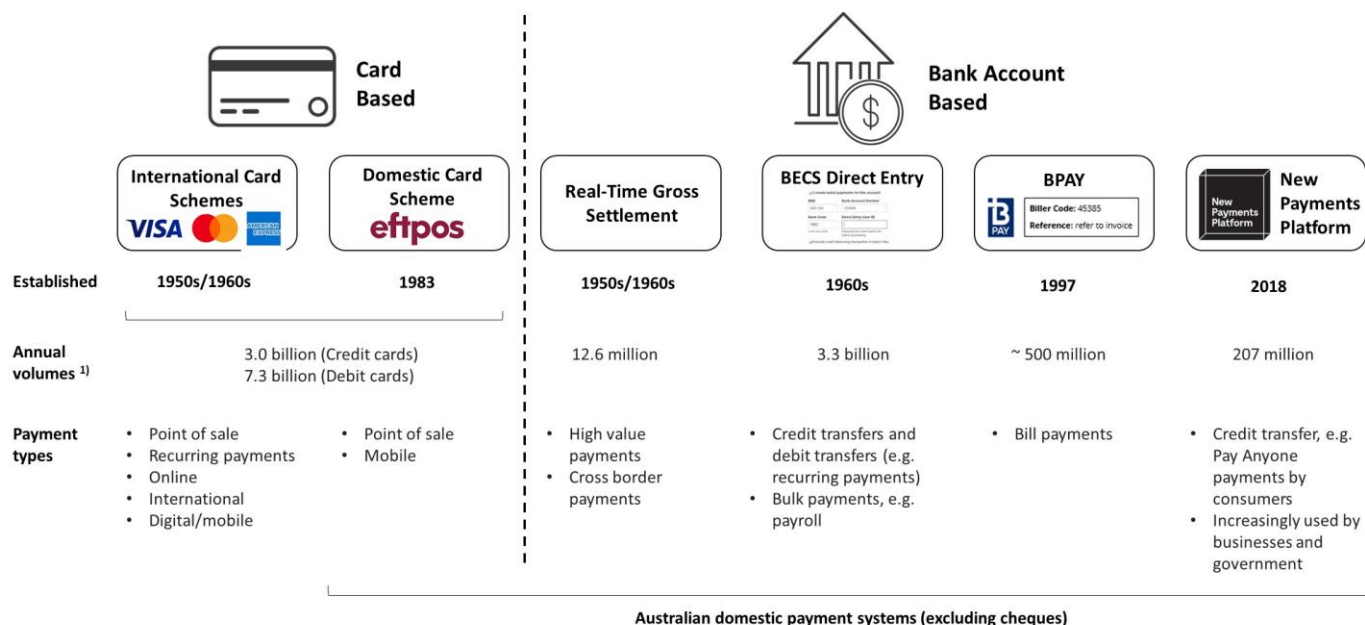 Card
Based
Bank Account
Based
International Card
Schemes
VISA
AMERICAN
EXPRESS
Domestic Card
Scheme
eftpos
Real-Time Gross
Settlement
BECS Direct Entry
BPAY
B
PAY
Biller Code: 45385
Reference: refer to invoice
New
Payments
Platform
New
Payments
Platform
Established
1950s/1960s
1983
1950s/1960s
1960s
1997
2018
Annual
volumes 1)
3.0 billion (Credit cards)
7.3 billion (Debit cards)
12.6 million
3.3 billion
~ 500 million
207 million
Payment
types
• Point of sale
• Recurring payments
• Online
• International
• Digital/mobile
• Point of sale
• Mobile
• High value
payments
• Cross border
payments
• Credit transfers and
debit transfers (e.g.
recurring payments)
• Bulk payments, e.g.
payroll
• Bill payments
• Credit transfer, e.g.
Pay Anyone
payments by
consumers
• Increasingly used by
businesses and
government
Australian domestic payment systems (excluding cheques)